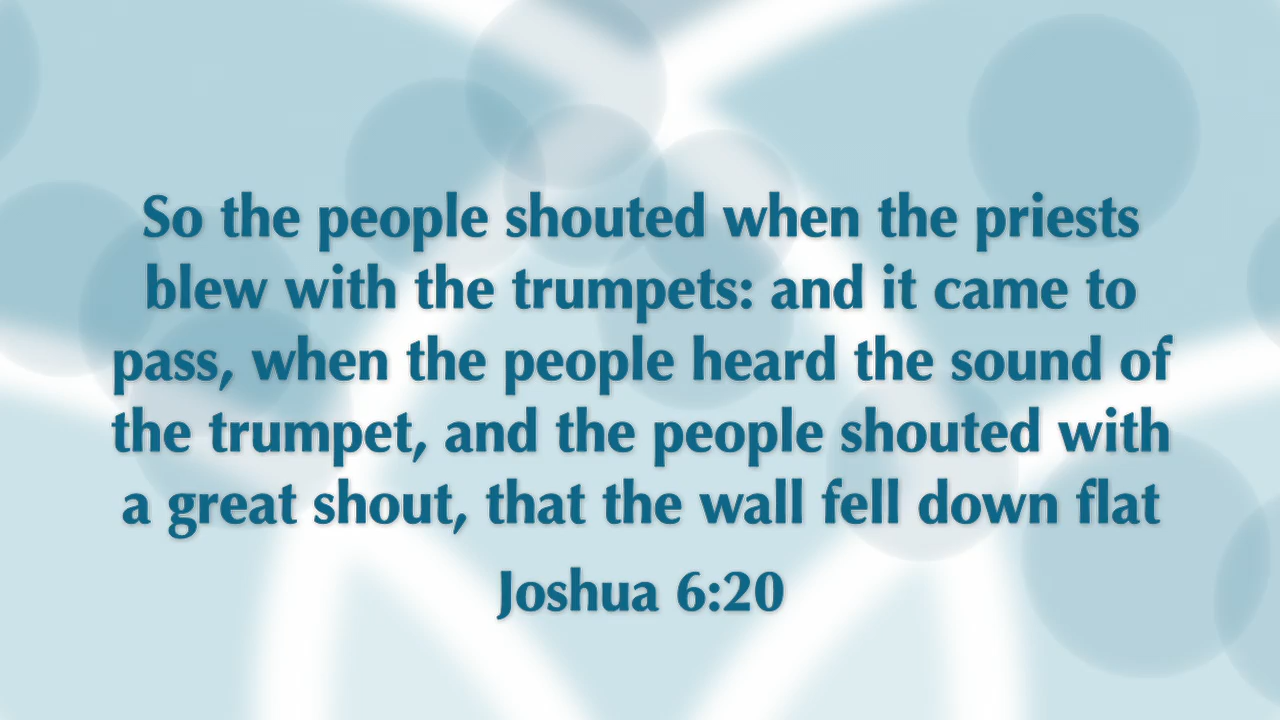 So the people shouted when the priests
blew with the trumpets: and it came to
pass, when the people heard the sound of
the trumpet, and the people shouted with
a great shout, that the wall fell down flat
Joshua 6:20